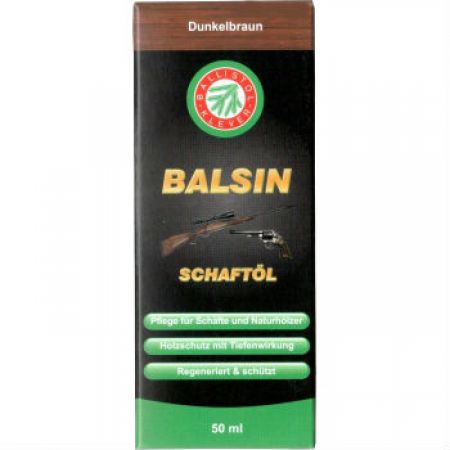 Dunkelbraun
BALLISTOL
KLEVER
BALSIN
SCHAFTÖL
Pflege für Schäfte und Naturhölzer
Holzschutz mit Tiefenwirkung
Regeneriert & schützt
50 ml